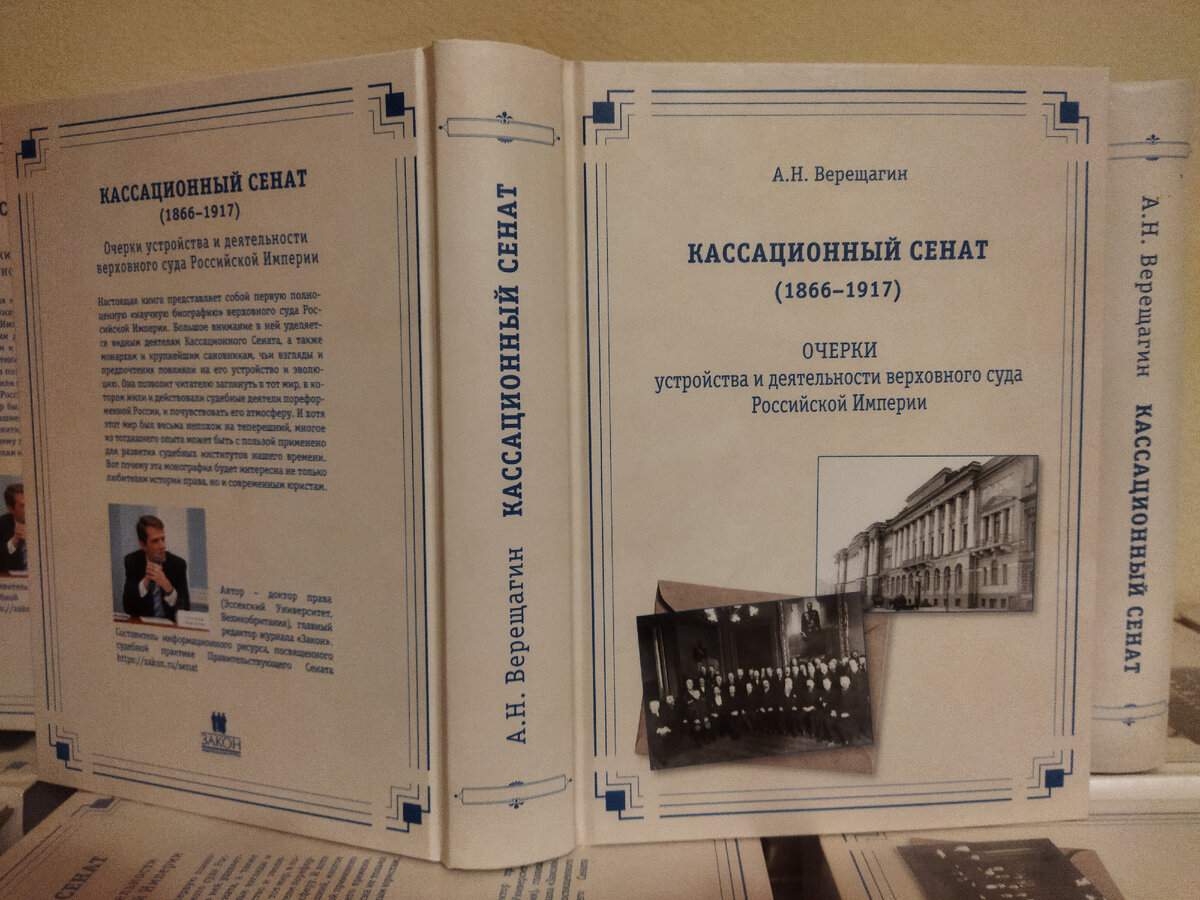 КАССАЦИОННЫЙ СЕНАТ
(1866–1917)
Очерки устройства и деятельности
верховного суда Российской Империи
Настоящая книга представляет собой первую полно-
ценную «научную биографию» верховного суда Рос-
сийской Империи. Большое внимание в ней уделяет-
ся видным деятелям Кассационного Сената, а также
монархам и крупнейшим сановникам, чьи взгляды и
предпочтения повлияли на его устройство и эволю-
цию. Она позволит читателю заглянуть в тот мир, в ко-
тором жили и действовали судебные деятели порефор-
менной России, и почувствовать его атмосферу. И хотя
этот мир был весьма непохож на теперешний, многое
из тогдашнего опыта может быть с пользой применено
для развития судебных институтов нашего времени.
Вот почему эта монография будет интересна не только
любителям истории права, но и современным юристам.
Автор – доктор права
(Эссекский Университет,
Великобритания), главный
редактор журнала «Закон».
Составитель информационного ресурса, посвященного
судебной практике Правительствующего Сената
https://zakon.ru/senat
ЗАКОН
А.Н. Верещагин КАССАЦИОННЫЙ СЕНАТ
А.Н. Верещагин
КАССАЦИОННЫЙ СЕНАТ
(1866–1917)
ОЧЕРКИ
устройства и деятельности верховного суда
Российской Империи
А.Н. Верещагин КАССАЦИОННЫЙ СЕНАТ
СЕНАТ